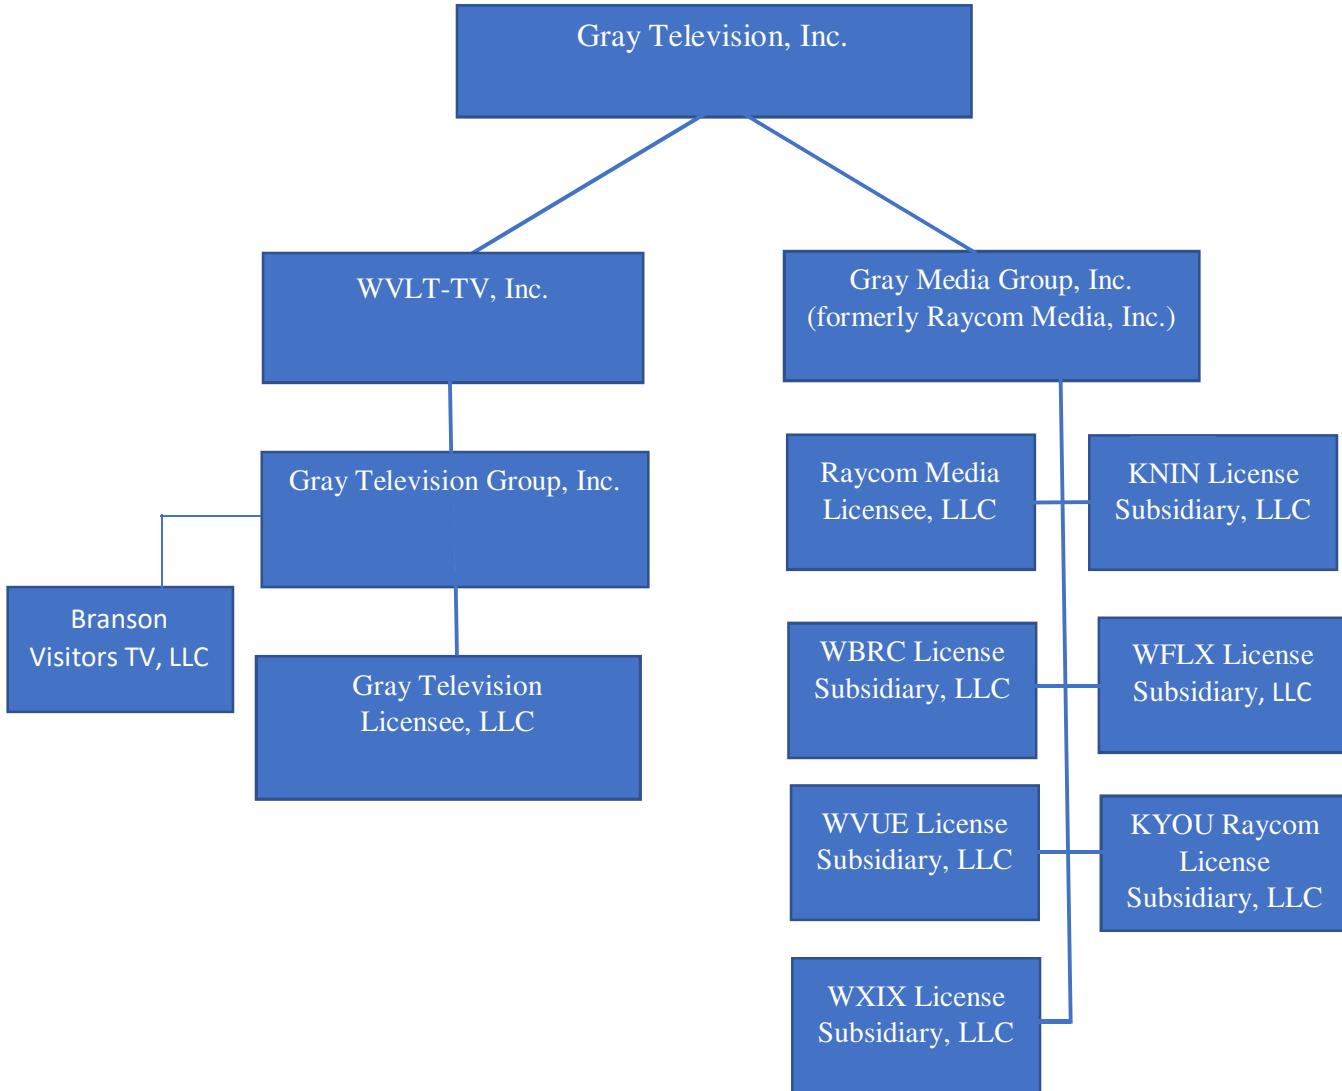 Gray Television, Inc.
WVLT-TV, Inc.
Gray Media Group, Inc.
(formerly Raycom Media, Inc.)
Gray Television Group, Inc.
Branson
Visitors TV, LLC
Gray Television
Licensee, LLC
Raycom Media
Licensee, LLC
KNIN License
Subsidiary, LLC
WBRC License
Subsidiary, LLC
WFLX License
Subsidiary, LLC
WVUE License
Subsidiary, LLC
KYOU Raycom
License
Subsidiary, LLC
WXIX License
Subsidiary, LLC